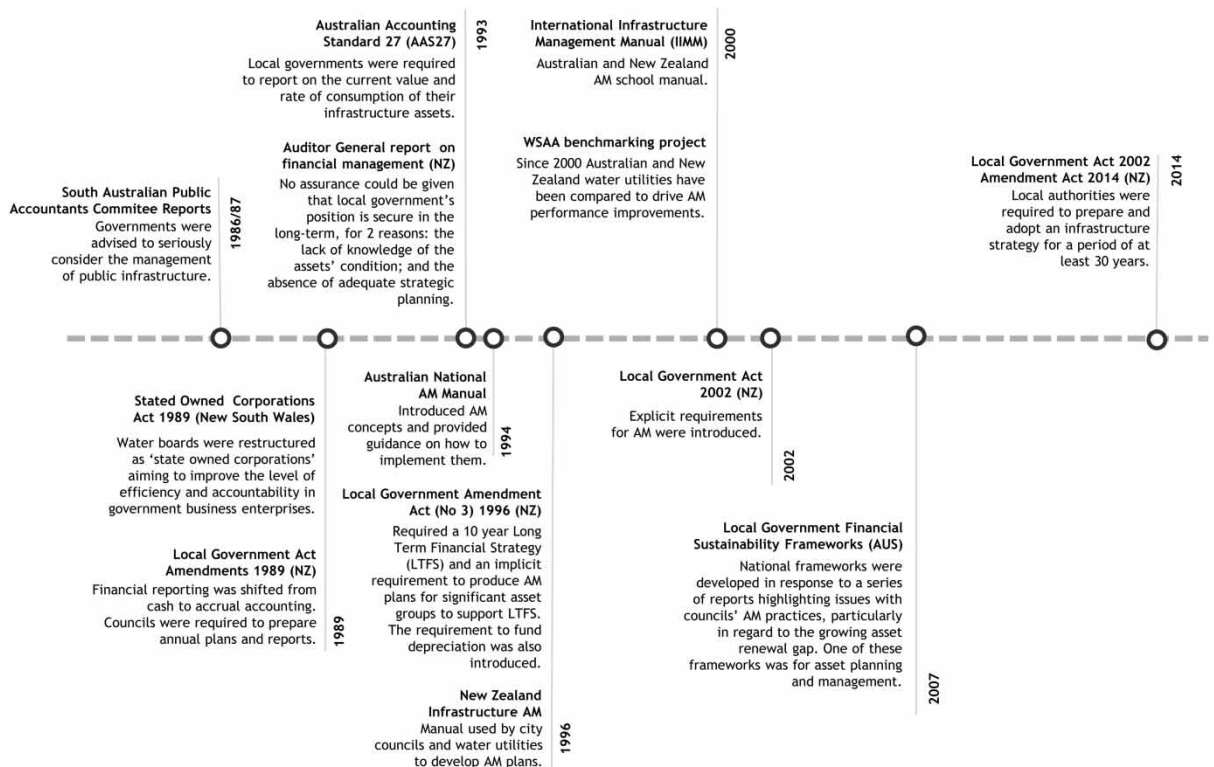 South Australian Public
Accountants Commitee Reports
Governments were
advised to seriously
consider the management
of public infrastructure.
1986/87
Stated Owned Corporations
Act 1989 (New South Wales)
Water boards were restructured
as ‘state owned corporations’
aiming to improve the level of
efficiency and accountability in
government business enterprises.
Local Government Act
Amendments 1989 (NZ)
Financial reporting was shifted from
cash to accrual accounting.
Councils were required to prepare
annual plans and reports.
1989
Australian Accounting
Standard 27 (AAS27)
Local governments were required
to report on the current value and
rate of consumption of their
infrastructure assets.
Auditor General report on
financial management (NZ)
No assurance could be given
that local government’s
position is secure in the
long-term, for 2 reasons: the
lack of knowledge of the
assets’ condition; and the
absence of adequate strategic
planning.
1993
Australian National
AM Manual
Introduced AM
concepts and provided
guidance on how to
implement them.
1994
Local Government Amendment
Act (No 3) 1996 (NZ)
Required a 10 year Long
Term Financial Strategy
(LTFS) and an implicit
requirement to produce AM
plans for significant asset
groups to support LTFS.
The requirement to fund
depreciation was also
introduced.
New Zealand
Infrastructure AM
Manual used by city
councils and water utilities
to develop AM plans.
1996
International Infrastructure
Management Manual (IIMM)
Australian and New Zealand
AM school manual.
WSAA benchmarking project
Since 2000 Australian and New
Zealand water utilities have
been compared to drive AM
performance improvements.
2000
Local Government Act
2002 (NZ)
Explicit requirements
for AM were introduced.
2002
Local Government Financial
Sustainability Frameworks (AUS)
National frameworks were
developed in response to a series
of reports highlighting issues with
councils’ AM practices, particularly
in regard to the growing asset
renewal gap. One of these
frameworks was for asset planning
and management.
2007
Local Government Act 2002
Amendment Act 2014 (NZ)
Local authorities were
required to prepare and
adopt an infrastructure
strategy for a period of at
least 30 years.
2014